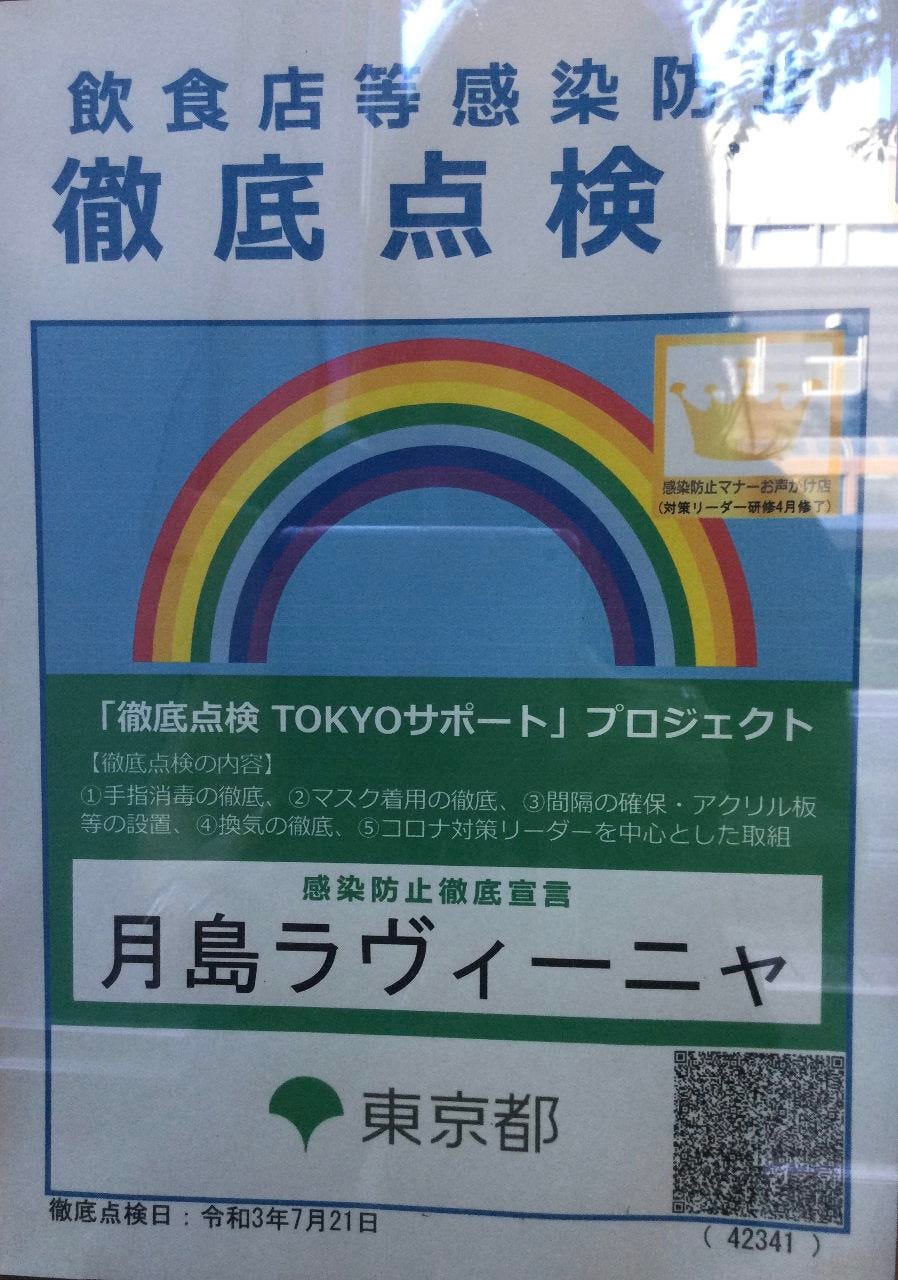 飲食店等感染防止
徹底点検
感染防止マナーお声がけ店
(対策リーダー研修4月修了)
「徹底点検 TOKYOサポート」プロジェクト
【徹底点検の内容】
①手指消毒の徹底、②マスク着用の徹底、③間隔の確保・アクリル板
等の設置、④換気の徹底、⑤コロナ対策リーダーを中心とした取組
感染防止徹底宣言
月島ラヴィーニャ
東京都
徹底点検日：令和3年7月21日
( 42341 )